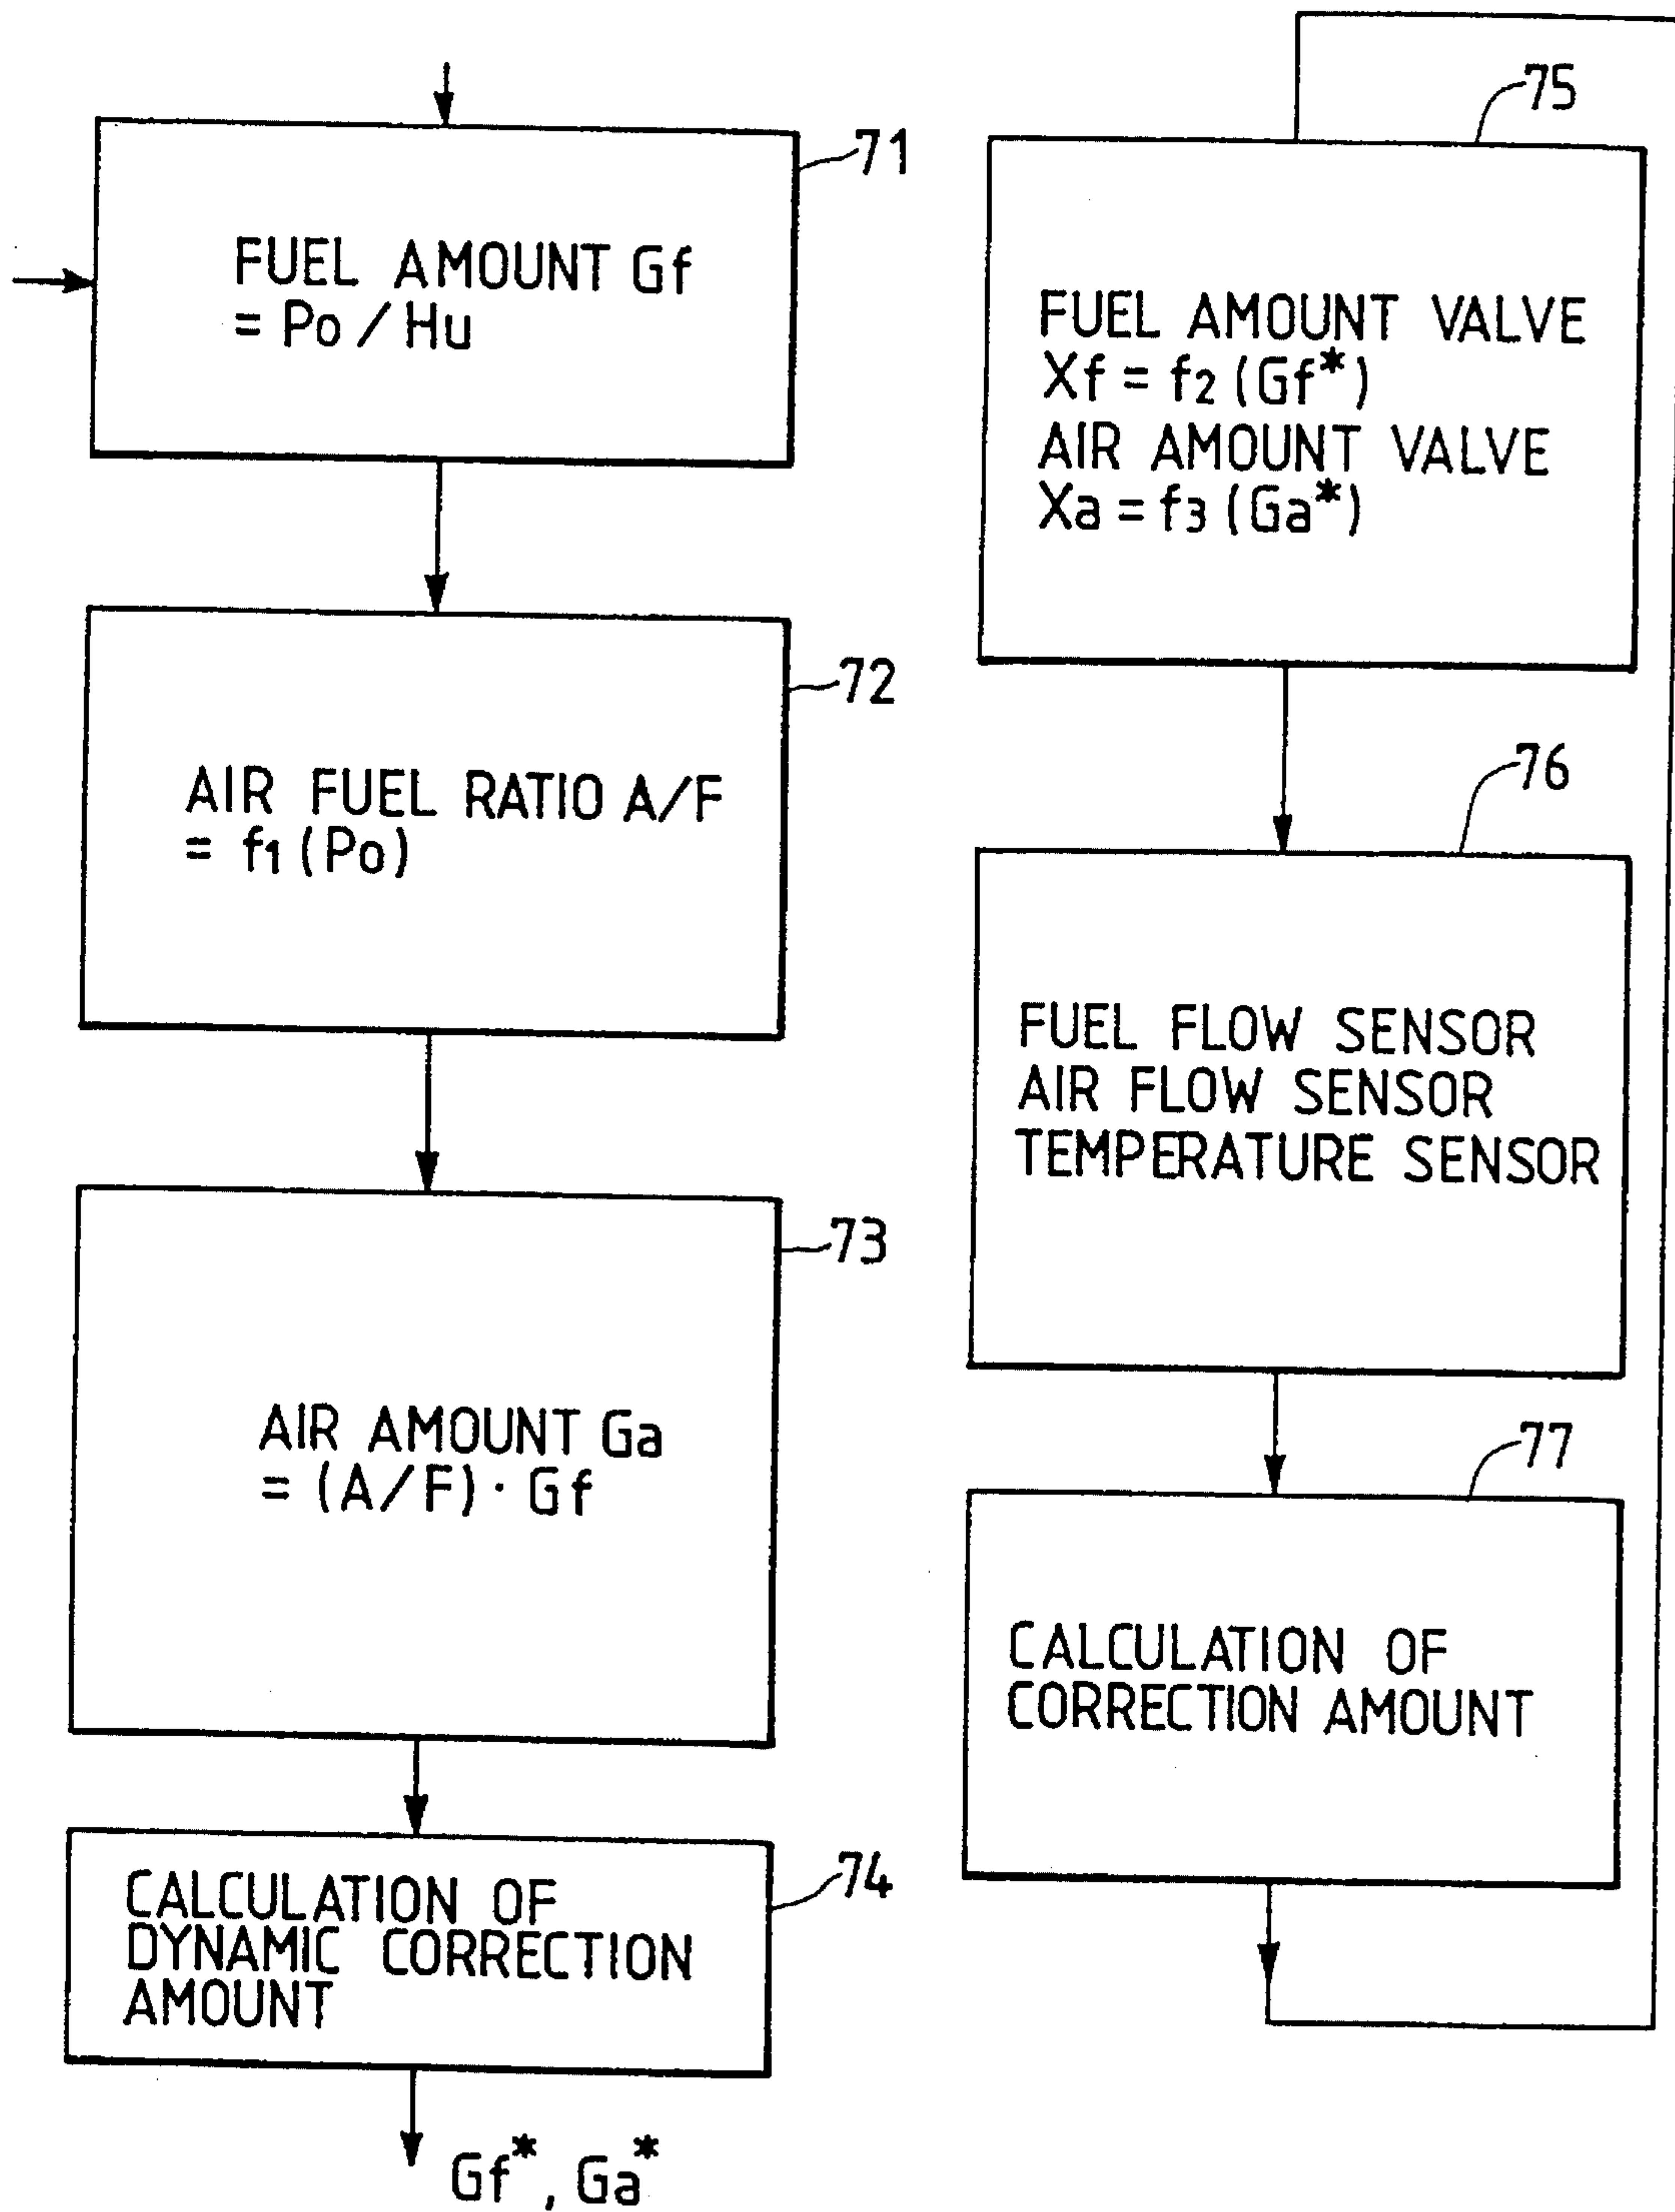 71
FUEL AMOUNT Gf
= Po / Hu
72
AIR FUEL RATIO A/F
= f1 (Po)
73
AIR AMOUNT Ga
= (A/F) · Gf
74
CALCULATION OF
DYNAMIC CORRECTION
AMOUNT
Gf*, Ga*
75
FUEL AMOUNT VALVE
Xf = f2 (Gf*)
AIR AMOUNT VALVE
Xa = f3 (Ga*)
76
FUEL FLOW SENSOR
AIR FLOW SENSOR
TEMPERATURE SENSOR
77
CALCULATION OF
CORRECTION AMOUNT